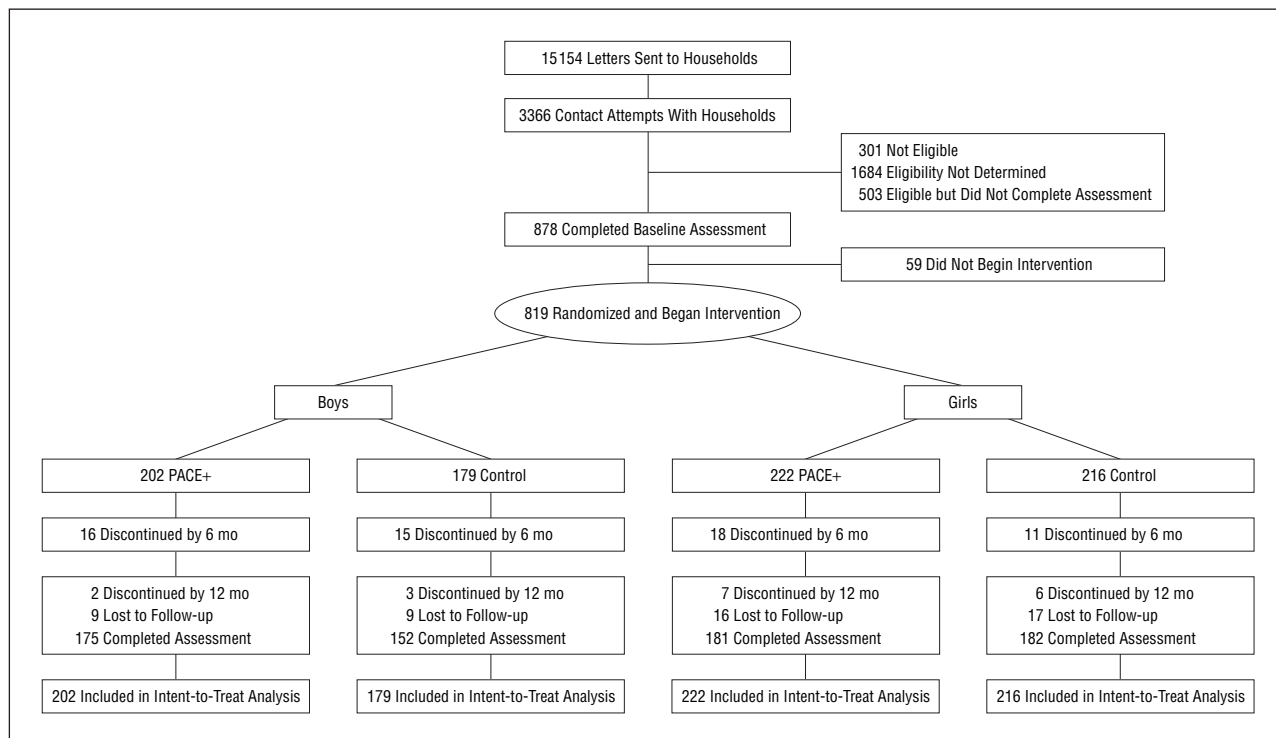 15 154 Letters Sent to Households
3366 Contact Attempts With Households
301 Not Eligible
1684 Eligibility Not Determined
503 Eligible but Did Not Complete Assessment
878 Completed Baseline Assessment
59 Did Not Begin Intervention
819 Randomized and Began Intervention
Boys
Girls
202 PACE+
179 Control
222 PACE+
216 Control
16 Discontinued by 6 mo
15 Discontinued by 6 mo
18 Discontinued by 6 mo
11 Discontinued by 6 mo
2 Discontinued by 12 mo
9 Lost to Follow-up
175 Completed Assessment
3 Discontinued by 12 mo
9 Lost to Follow-up
152 Completed Assessment
7 Discontinued by 12 mo
16 Lost to Follow-up
181 Completed Assessment
6 Discontinued by 12 mo
17 Lost to Follow-up
182 Completed Assessment
202 Included in Intent-to-Treat Analysis
179 Included in Intent-to-Treat Analysis
222 Included in Intent-to-Treat Analysis
216 Included in Intent-to-Treat Analysis